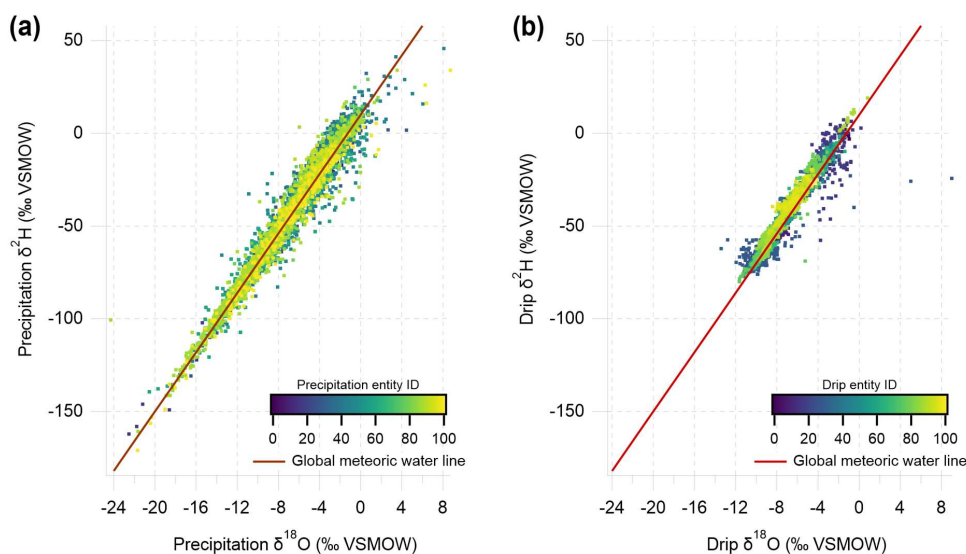 (a)
50
0
-50
-100
-150
Precipitation δ²H (‰ VSMOW)
Precipitation entity ID
0 20 40 60 80 100
Global meteoric water line
-24 -20 -16 -12 -8 -4 0 4 8
Precipitation δ¹⁸O (‰ VSMOW)
(b)
50
0
-50
-100
-150
Drip δ²H (‰ VSMOW)
Drip entity ID
0 20 40 60 80 100
Global meteoric water line
-24 -20 -16 -12 -8 -4 0 4 8
Drip δ¹⁸O (‰ VSMOW)